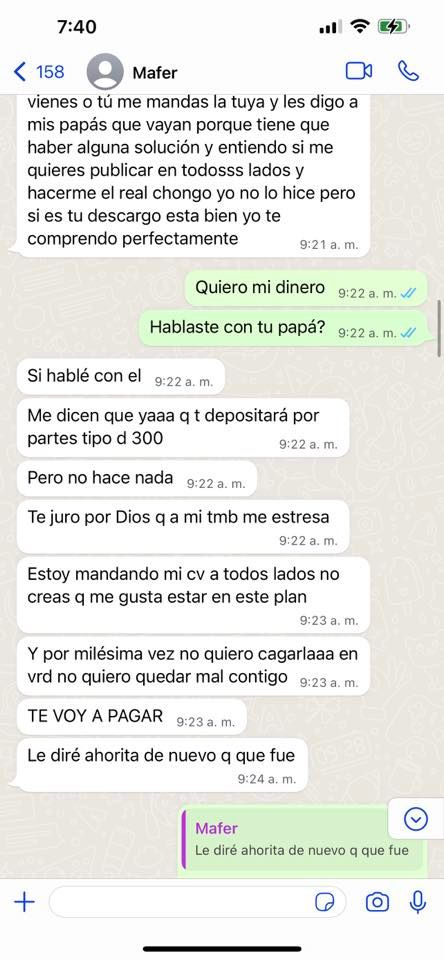 7:40
158
Mafer
vienes o tú me mandas la tuya y les digo a
mis papás que vayan porque tiene que
haber alguna solución y entiendo si me
quieres publicar en todosss lados y
hacerme el real chongo yo no lo hice pero
si es tu descargo esta bien yo te
comprendo perfectamente 9:21 a. m.
Quiero mi dinero 9:22 a. m.
Hablaste con tu papá? 9:22 a. m.
Si hablé con el 9:22 a. m.
Me dicen que yaaa q t depositará por
partes tipo d 300 9:22 a. m.
Pero no hace nada 9:22 a. m.
Te juro por Dios q a mi tmb me estresa
9:22 a. m.
Estoy mandando mi cv a todos lados no
creas q me gusta estar en este plan
9:23 a. m.
Y por milésima vez no quiero cagarlaaa en
vrd no quiero quedar mal contigo 9:23 a. m.
TE VOY A PAGAR 9:23 a. m.
Le diré ahorita de nuevo q que fue
9:24 a. m.
Mafer
Le diré ahorita de nuevo q que fue